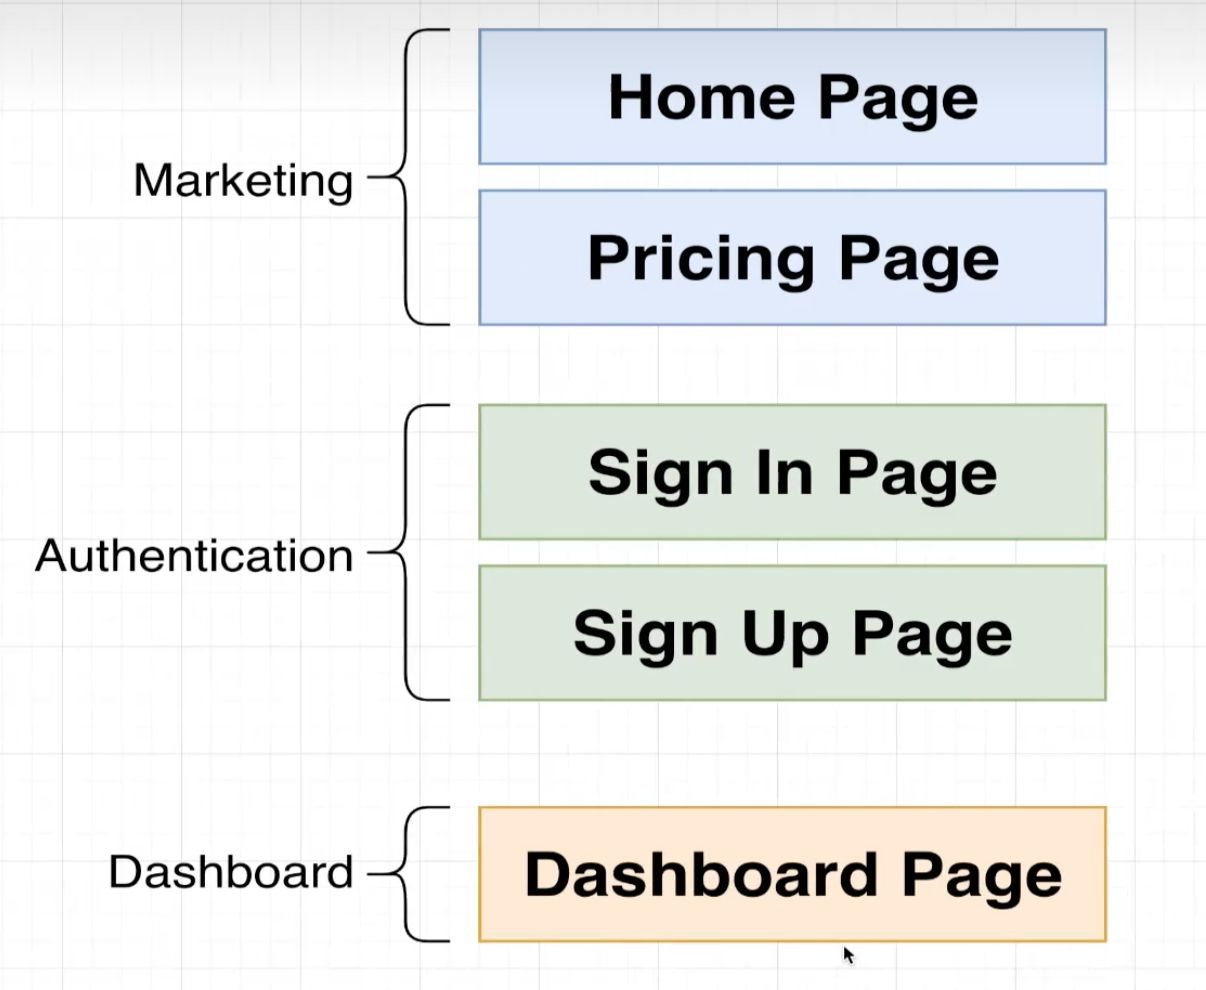 Home Page
Marketing
Pricing Page
Sign In Page
Authentication
Sign Up Page
Dashboard
Dashboard Page